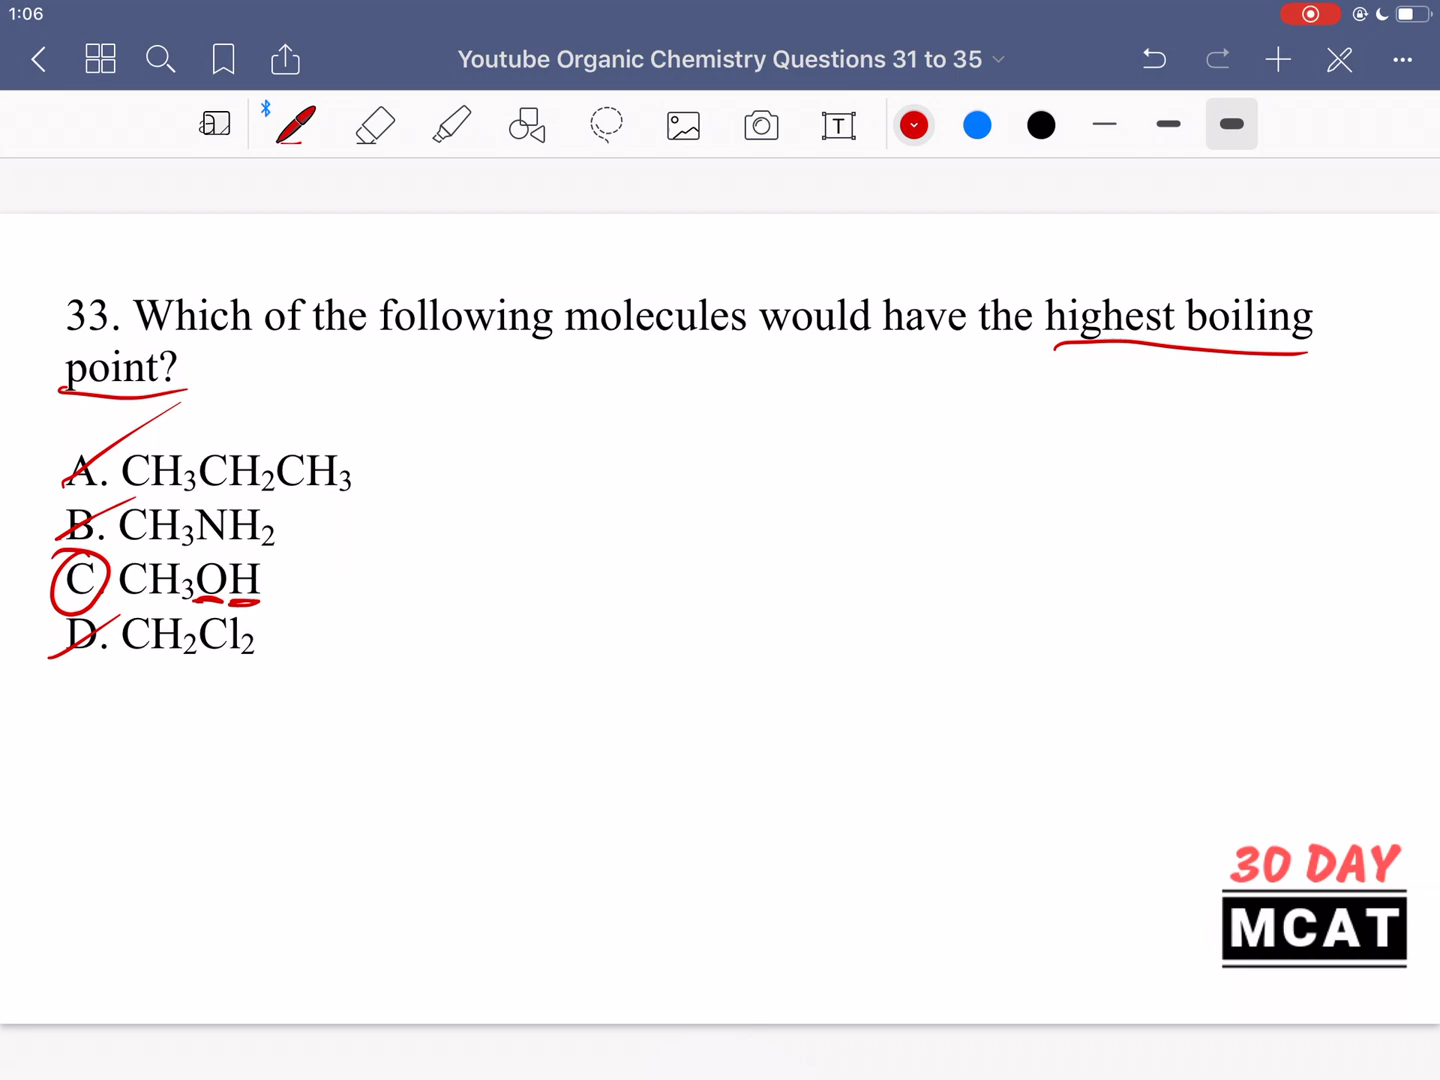 1:06
Youtube Organic Chemistry Questions 31 to 35
T
33. Which of the following molecules would have the highest boiling
point?
A. CH₃CH₂CH₃
B. CH₃NH₂
C. CH₃OH
D. CH₂Cl₂
30 DAY
MCAT